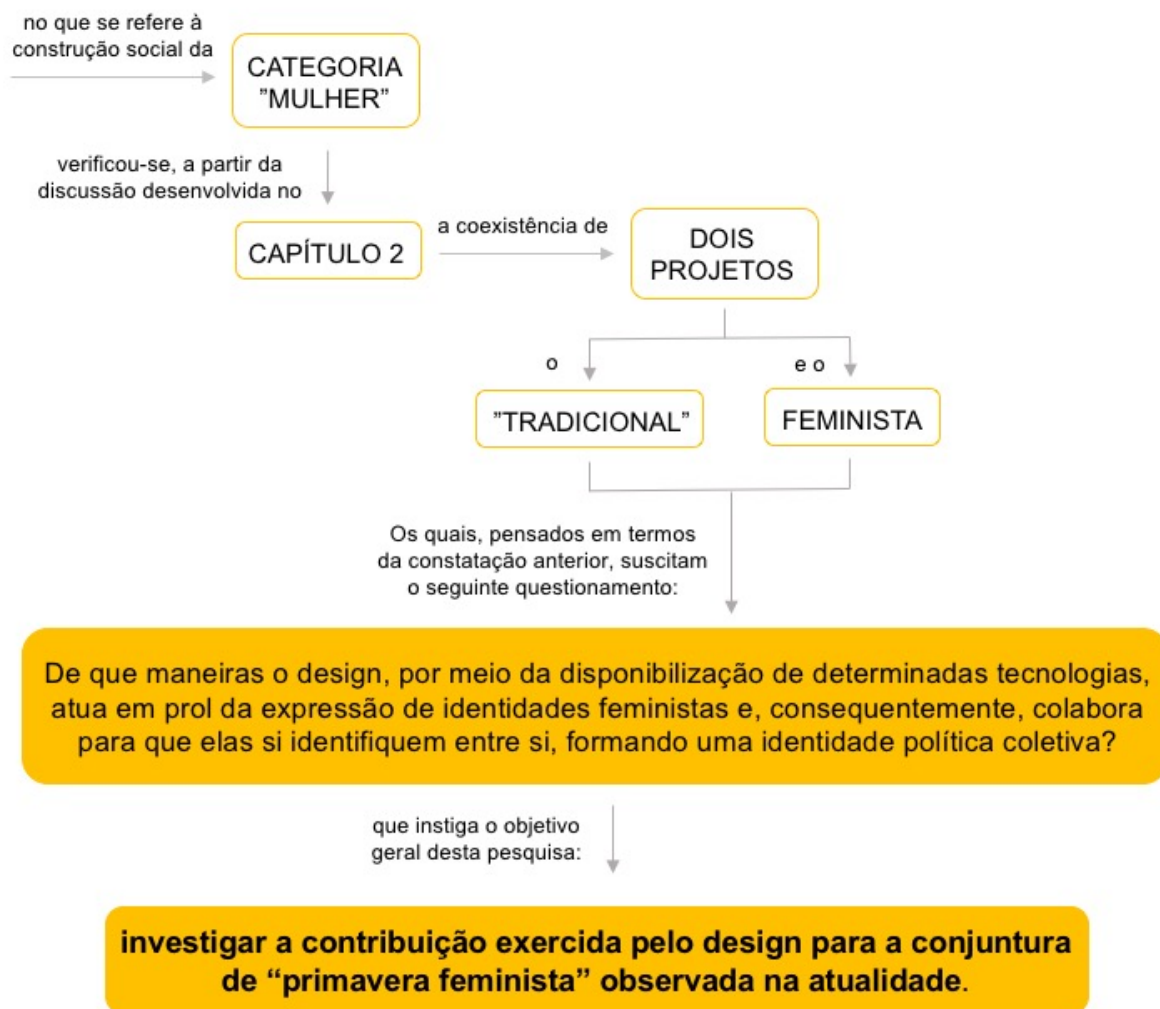 no que se refere à
construção social da
CATEGORIA
”MULHER”
verificou-se, a partir da
discussão desenvolvida no
CAPÍTULO 2
a coexistência de
DOIS
PROJETOS
o
e o
”TRADICIONAL”
FEMINISTA
Os quais, pensados em termos
da constatação anterior, suscitam
o seguinte questionamento:
De que maneiras o design, por meio da disponibilização de determinadas tecnologias,
atua em prol da expressão de identidades feministas e, consequentemente, colabora
para que elas si identifiquem entre si, formando uma identidade política coletiva?
que instiga o objetivo
geral desta pesquisa:
investigar a contribuição exercida pelo design para a conjuntura
de “primavera feminista” observada na atualidade.